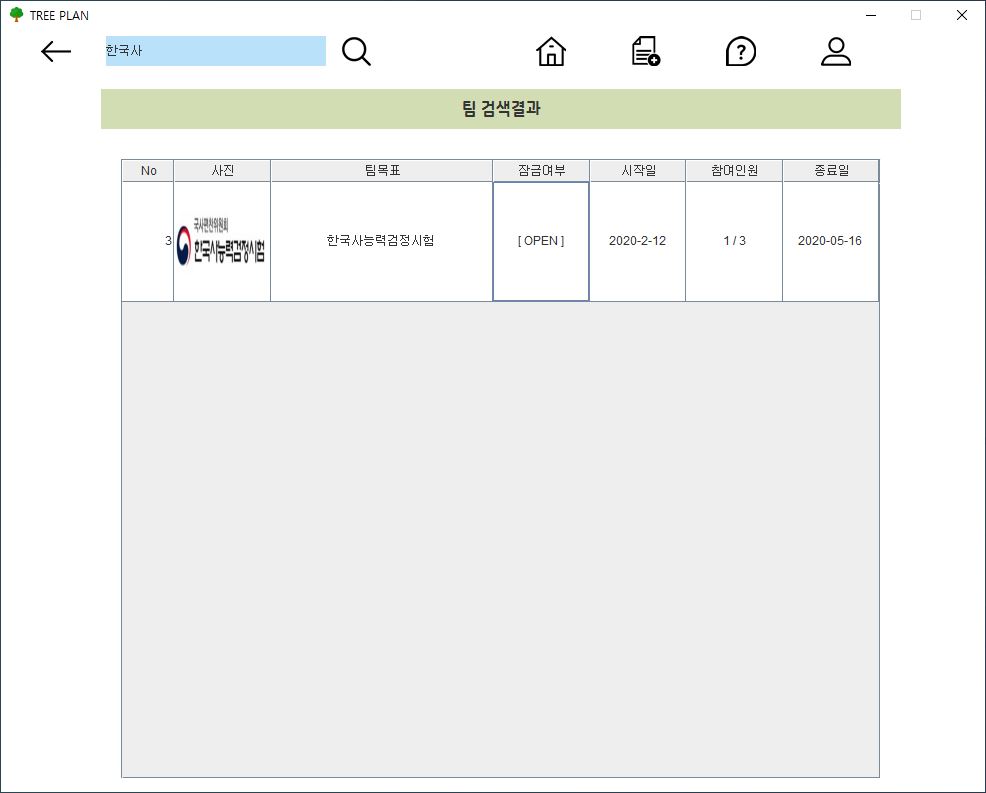 TREE PLAN
한국사
팀 검색결과
No 사진 팀목표 잠금여부 시작일 참여인원 종료일
국사편찬위원회
한국사능력검정시험
3 한국사능력검정시험 [ OPEN ] 2020-2-12 1 / 3 2020-05-16